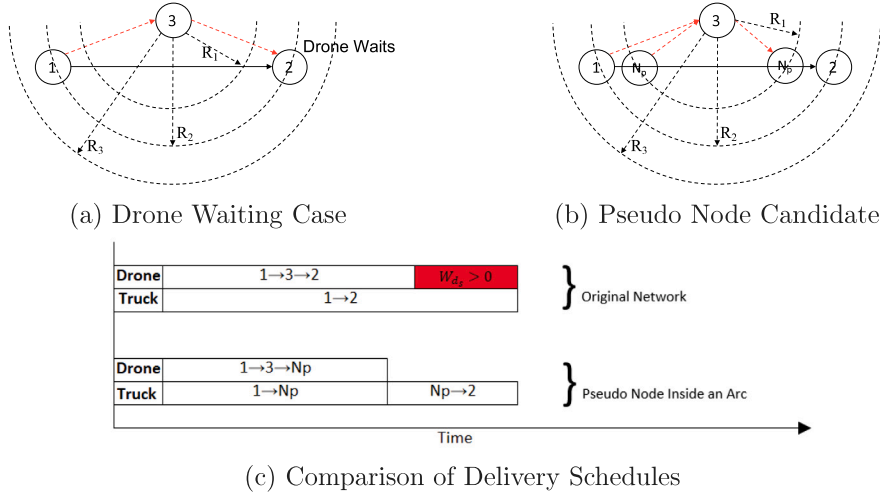 3
R₁
Drone Waits
1
2
R₂
R₃
(a) Drone Waiting Case
3
R₁
1
Nₚ
Nₚ
2
R₂
R₃
(b) Pseudo Node Candidate
Drone 1→3→2 W_{d_s} > 0
Truck 1→2
} Original Network
Drone 1→3→Np
Truck 1→Np Np→2
} Pseudo Node Inside an Arc
Time
(c) Comparison of Delivery Schedules